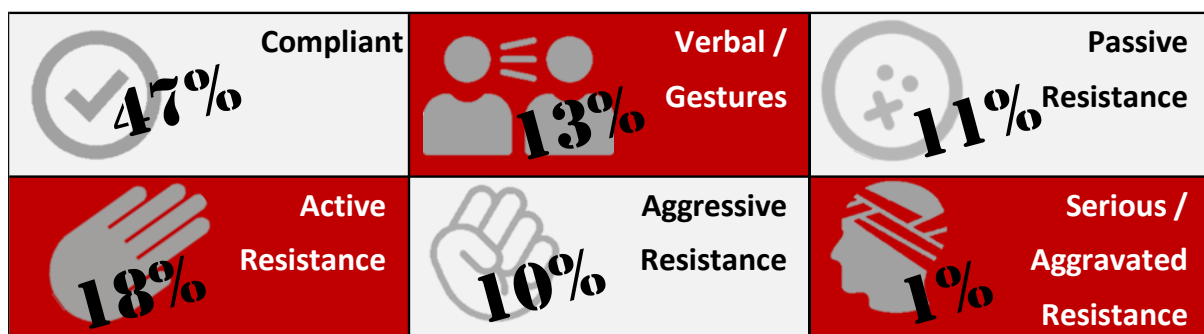 Compliant
47%
Verbal /
Gestures
13%
Passive
Resistance
11%
Active
Resistance
18%
Aggressive
Resistance
10%
Serious /
Aggravated
Resistance
1%